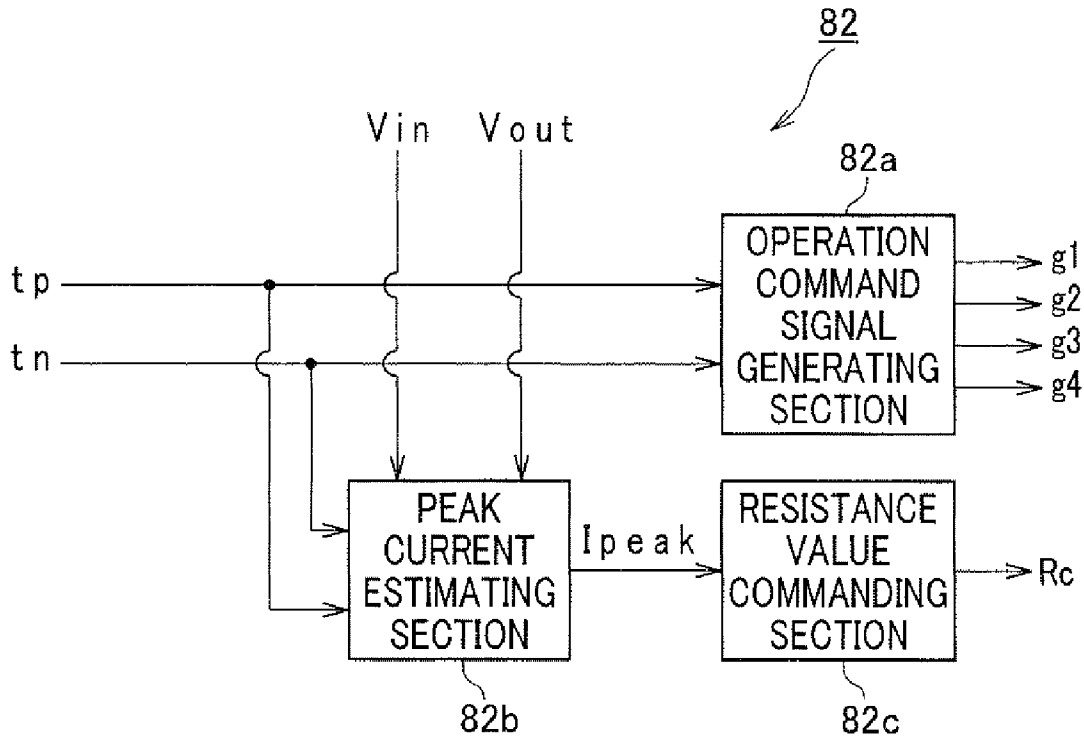 82
Vin
Vout
82a
OPERATION
COMMAND
SIGNAL
GENERATING
SECTION
g1
g2
g3
g4
tp
tn
PEAK
CURRENT
ESTIMATING
SECTION
82b
Ipeak
RESISTANCE
VALUE
COMMANDING
SECTION
82c
Rc